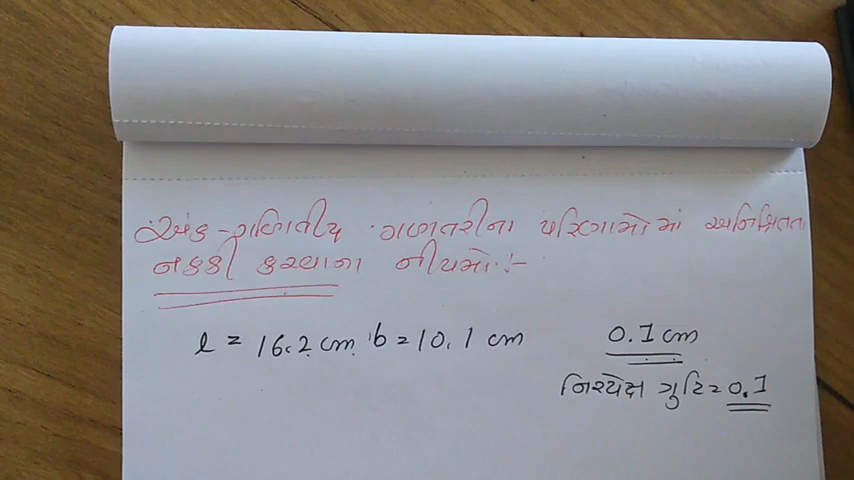 અંક-ગણિતીય ગણતરીના પરિણામોમાં અનિશ્ચિતતા
નક્કી કરવાના નીયમો:-
l = 16.2 cm b = 10.1 cm 0.1 cm
નિરપેક્ષ ત્રુટિ = 0.1